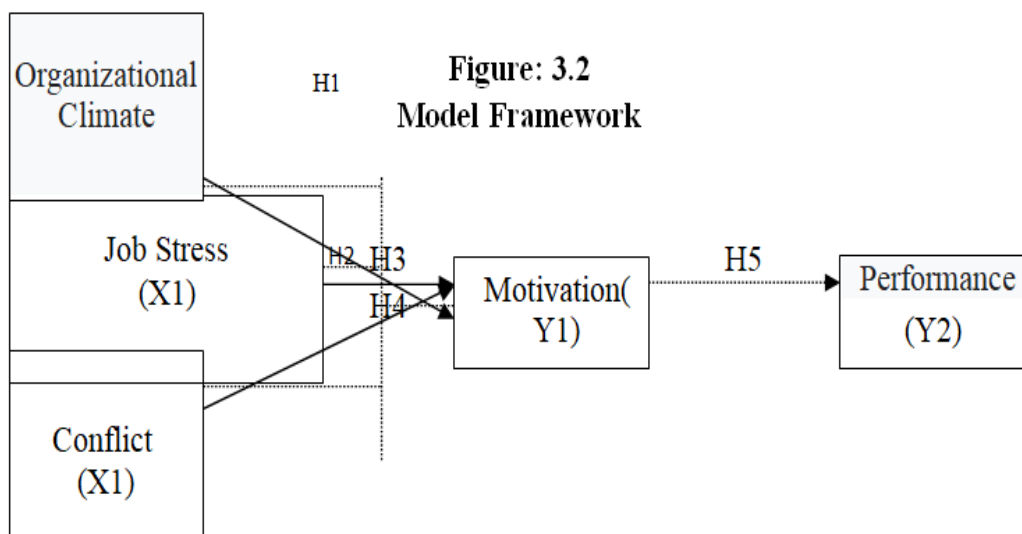 Organizational
Climate
H1
Figure: 3.2
Model Framework
Job Stress
(X1)
H2
H3
H4
Motivation(
Y1)
H5
Performance
(Y2)
Conflict
(X1)